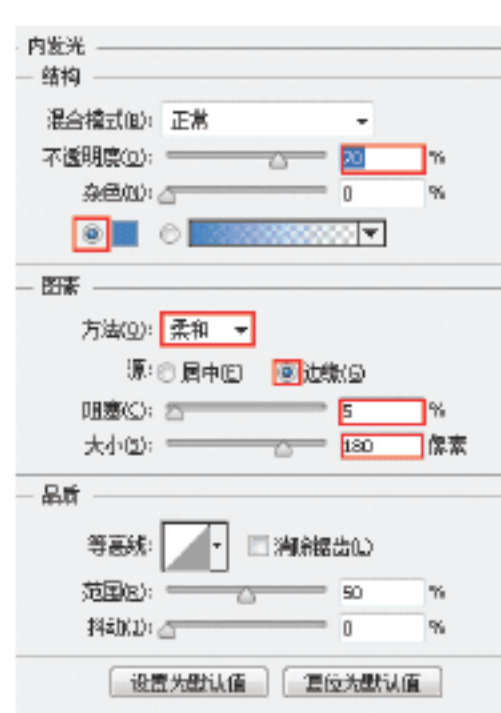 内发光
结构
混合模式(B): 正常
不透明度(O): 70 %
杂色(N): 0 %
图素
方法(Q): 柔和
源: 居中(E) 边缘(G)
阻塞(C): 5 %
大小(S): 180 像素
品质
等高线: 消除锯齿(L)
范围(R): 50 %
抖动(J): 0 %
设置为默认值 复位为默认值